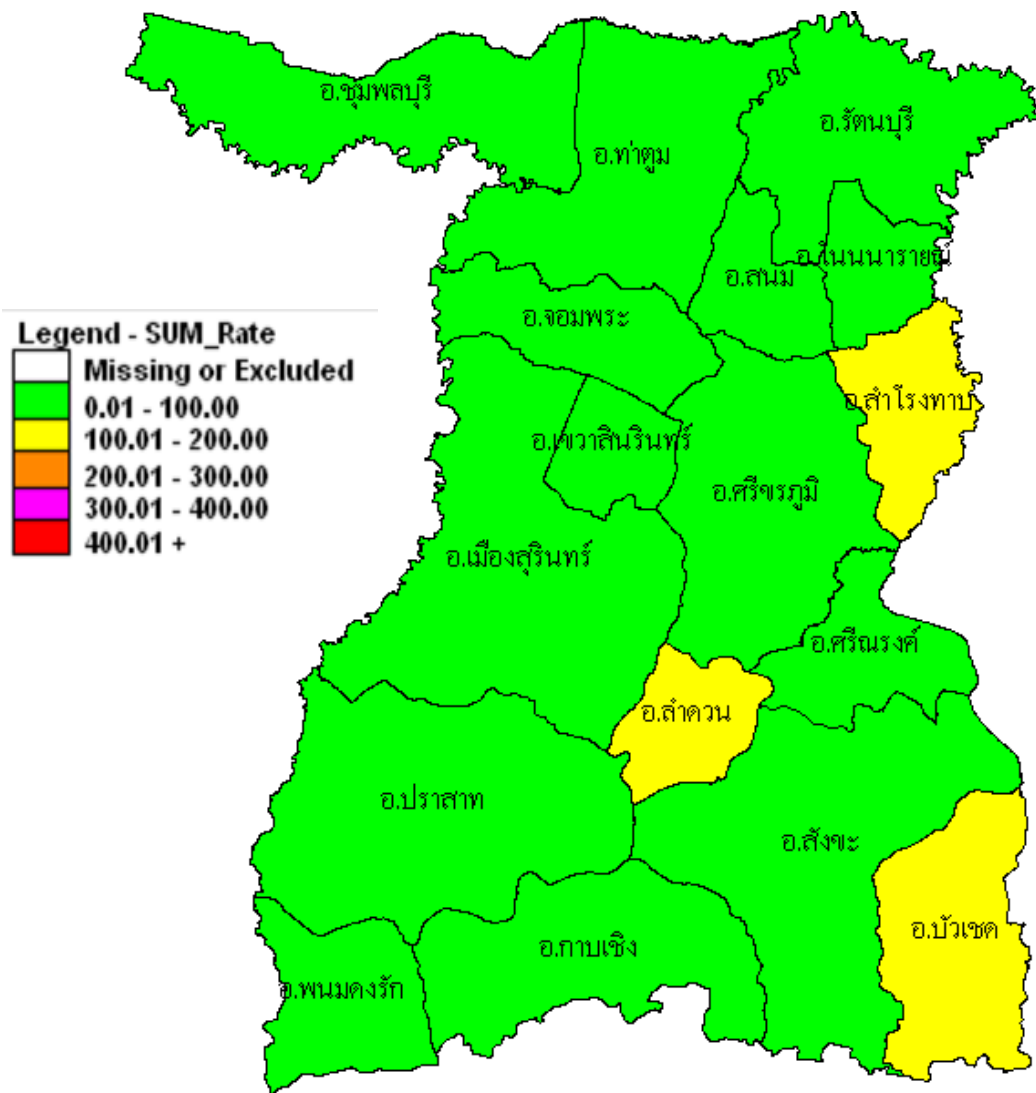 อ.ชุมพลบุรี
อ.รัตนบุรี
อ.ท่าตูม
อ.โนนนารายณ์
อ.สนม
อ.จอมพระ
Legend - SUM_Rate
Missing or Excluded
0.01 - 100.00
100.01 - 200.00
200.01 - 300.00
300.01 - 400.00
400.01 +
อ.สำโรงทาบ
อ.เขวาสินรินทร์
อ.ศรีขรภูมิ
อ.เมืองสุรินทร์
อ.ศรีณรงค์
อ.ลำดวน
อ.ปราสาท
อ.สังขะ
อ.บัวเชด
อ.กาบเชิง
อ.พนมดงรัก